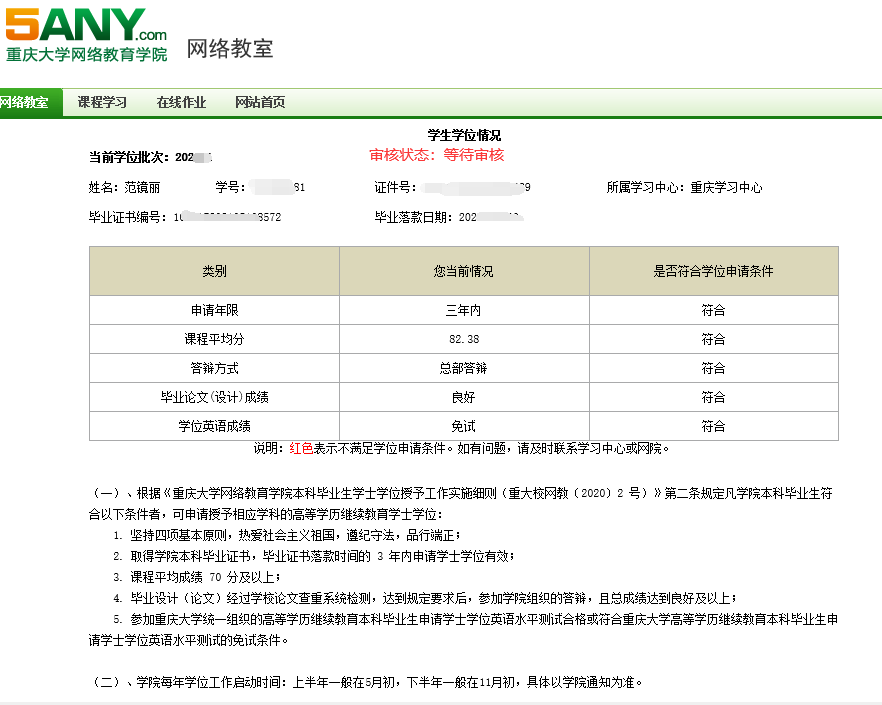 5ANY.com
重庆大学网络教育学院
网络教室
网络教室 课程学习 在线作业 网站首页
学生学位情况
当前学位批次：202
审核状态：等待审核
姓名：范镜丽 学号： 81 证件号： 所属学习中心：重庆学习中心
毕业证书编号：10 8572 毕业落款日期：202
类别 您当前情况 是否符合学位申请条件
申请年限 三年内 符合
课程平均分 82.38 符合
答辩方式 总部答辩 符合
毕业论文(设计)成绩 良好 符合
学位英语成绩 免试 符合
说明：红色表示不满足学位申请条件。如有问题，请及时联系学习中心或网院。
（一）、根据《重庆大学网络教育学院本科毕业生学士学位授予工作实施细则（重大校网教〔2020〕2 号）》第二条规定凡学院本科毕业生符
合以下条件者，可申请授予相应学科的高等学历继续教育学士学位：
1. 坚持四项基本原则，热爱社会主义祖国，遵纪守法，品行端正；
2. 取得学院本科毕业证书，毕业证书落款时间的 3 年内申请学士学位有效；
3. 课程平均成绩 70 分及以上；
4. 毕业设计（论文）经过学校论文查重系统检测，达到规定要求后，参加学院组织的答辩，且总成绩达到良好及以上；
5. 参加重庆大学统一组织的高等学历继续教育本科毕业生申请学士学位英语水平测试合格或符合重庆大学高等学历继续教育本科毕业生申
请学士学位英语水平测试的免试条件。
（二）、学院每年学位工作启动时间：上半年一般在5月初，下半年一般在11月初，具体以学院通知为准。